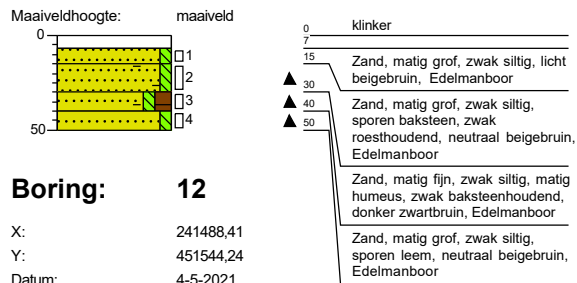 Maaiveldhoogte: maaiveld
0
1
2
3
4
50
0
klinker
7
15
Zand, matig grof, zwak siltig, licht
beigebruin, Edelmanboor
30
Zand, matig grof, zwak siltig,
sporen baksteen, zwak
roesthoudend, neutraal beigebruin,
Edelmanboor
40
Zand, matig fijn, zwak siltig, matig
humeus, zwak baksteenhoudend,
donker zwartbruin, Edelmanboor
50
Zand, matig grof, zwak siltig,
sporen leem, neutraal beigebruin,
Edelmanboor
Boring: 12
X: 241488,41
Y: 451544,24
Datum: 4-5-2021